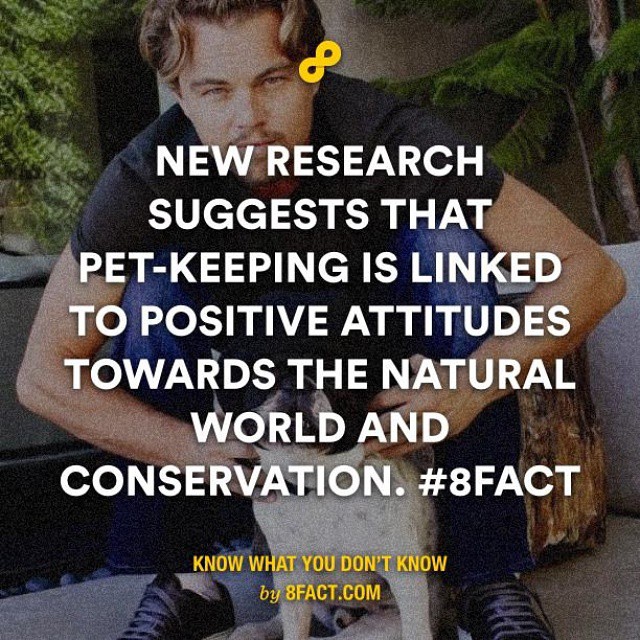 NEW RESEARCH
SUGGESTS THAT
PET-KEEPING IS LINKED
TO POSITIVE ATTITUDES
TOWARDS THE NATURAL
WORLD AND
CONSERVATION. #8FACT
KNOW WHAT YOU DON'T KNOW
by 8FACT.COM